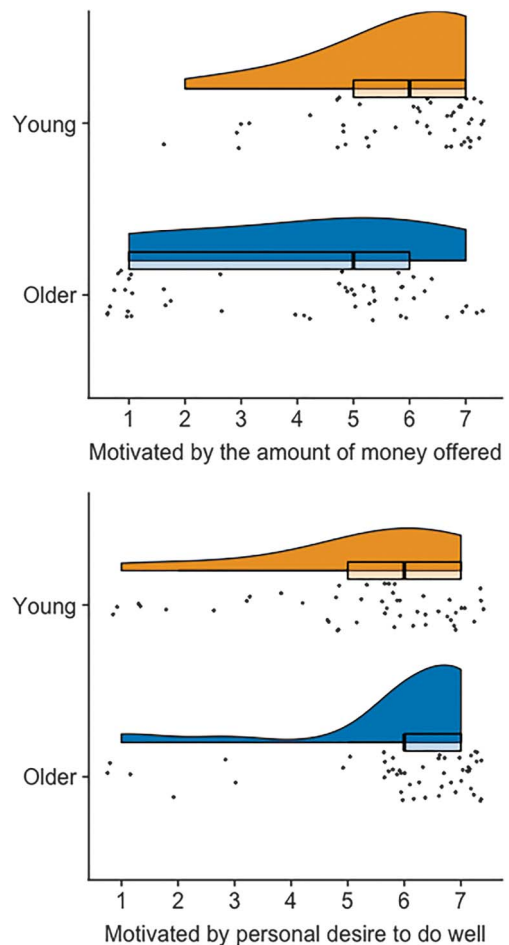 Young
Older
1 2 3 4 5 6 7
Motivated by the amount of money offered
Young
Older
1 2 3 4 5 6 7
Motivated by personal desire to do well